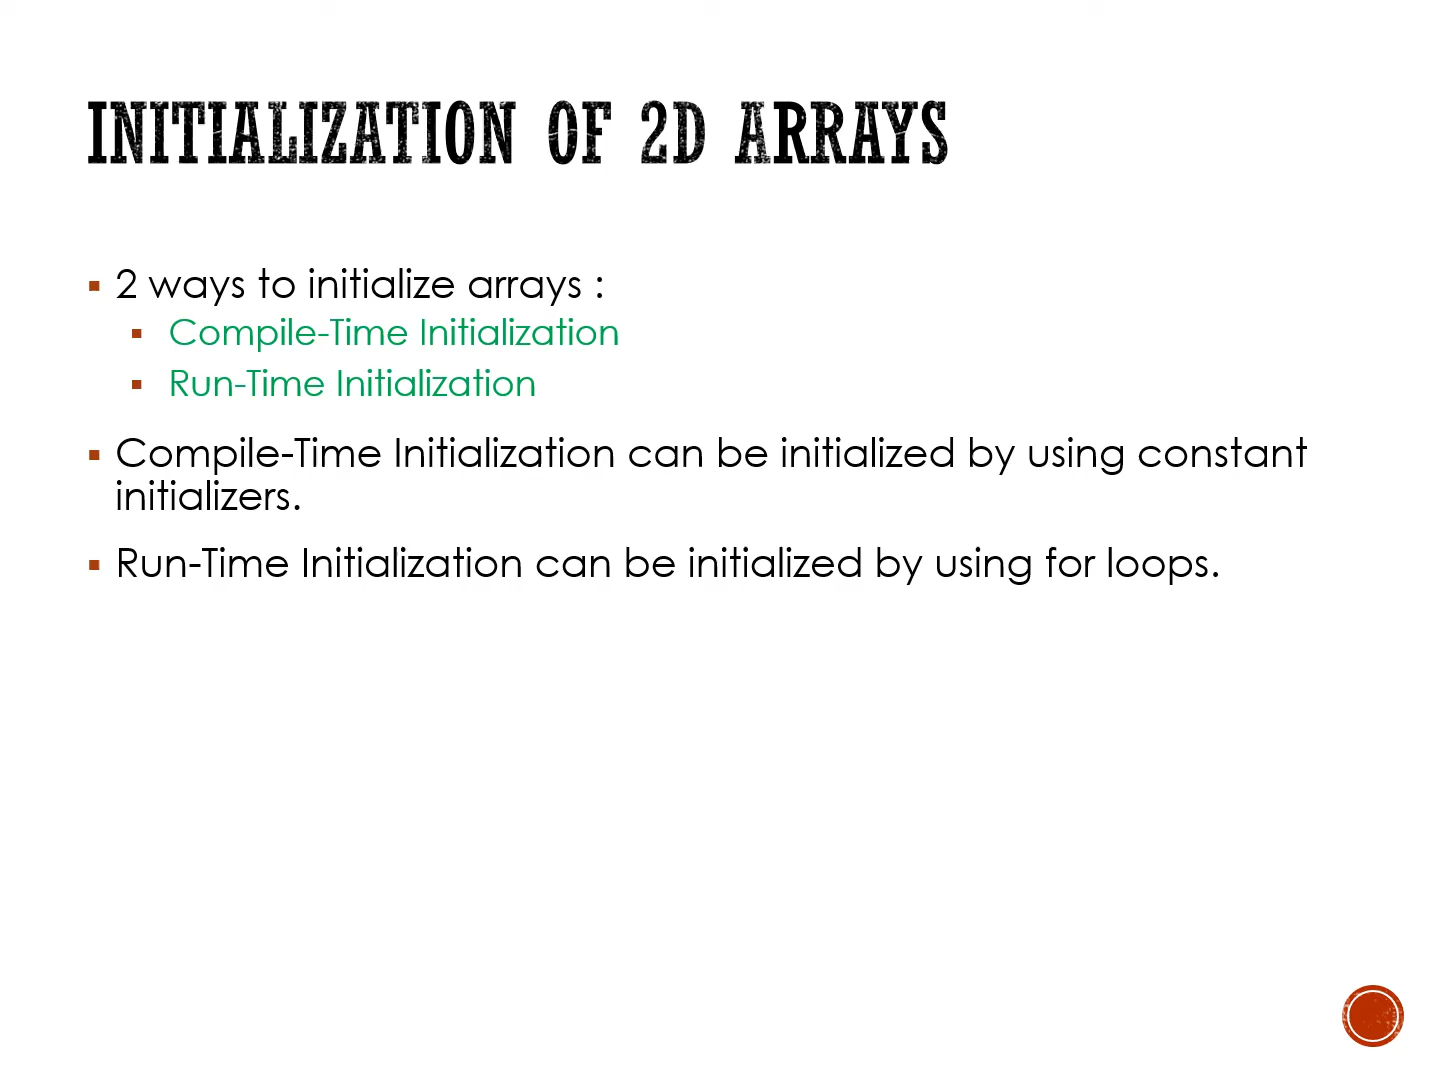 INITIALIZATION OF 2D ARRAYS
▪ 2 ways to initialize arrays :
▪ Compile-Time Initialization
▪ Run-Time Initialization
▪ Compile-Time Initialization can be initialized by using constant
initializers.
▪ Run-Time Initialization can be initialized by using for loops.